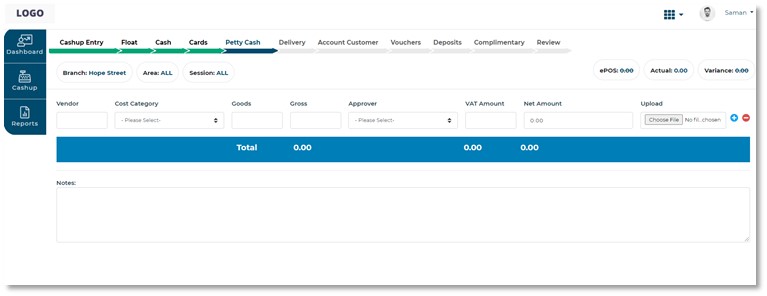 LOGO
Saman
Dashboard
Cashup
Reports
Cashup Entry Float Cash Cards Petty Cash Delivery Account Customer Vouchers Deposits Complimentary Review
Branch: Hope Street Area: ALL Session: ALL ePOS: 0.00 Actual: 0.00 Variance: 0.00
Vendor Cost Category Goods Gross Approver VAT Amount Net Amount Upload
- Please Select- - Please Select- 0.00 Choose File No fil...chosen
Total 0.00 0.00 0.00
Notes: